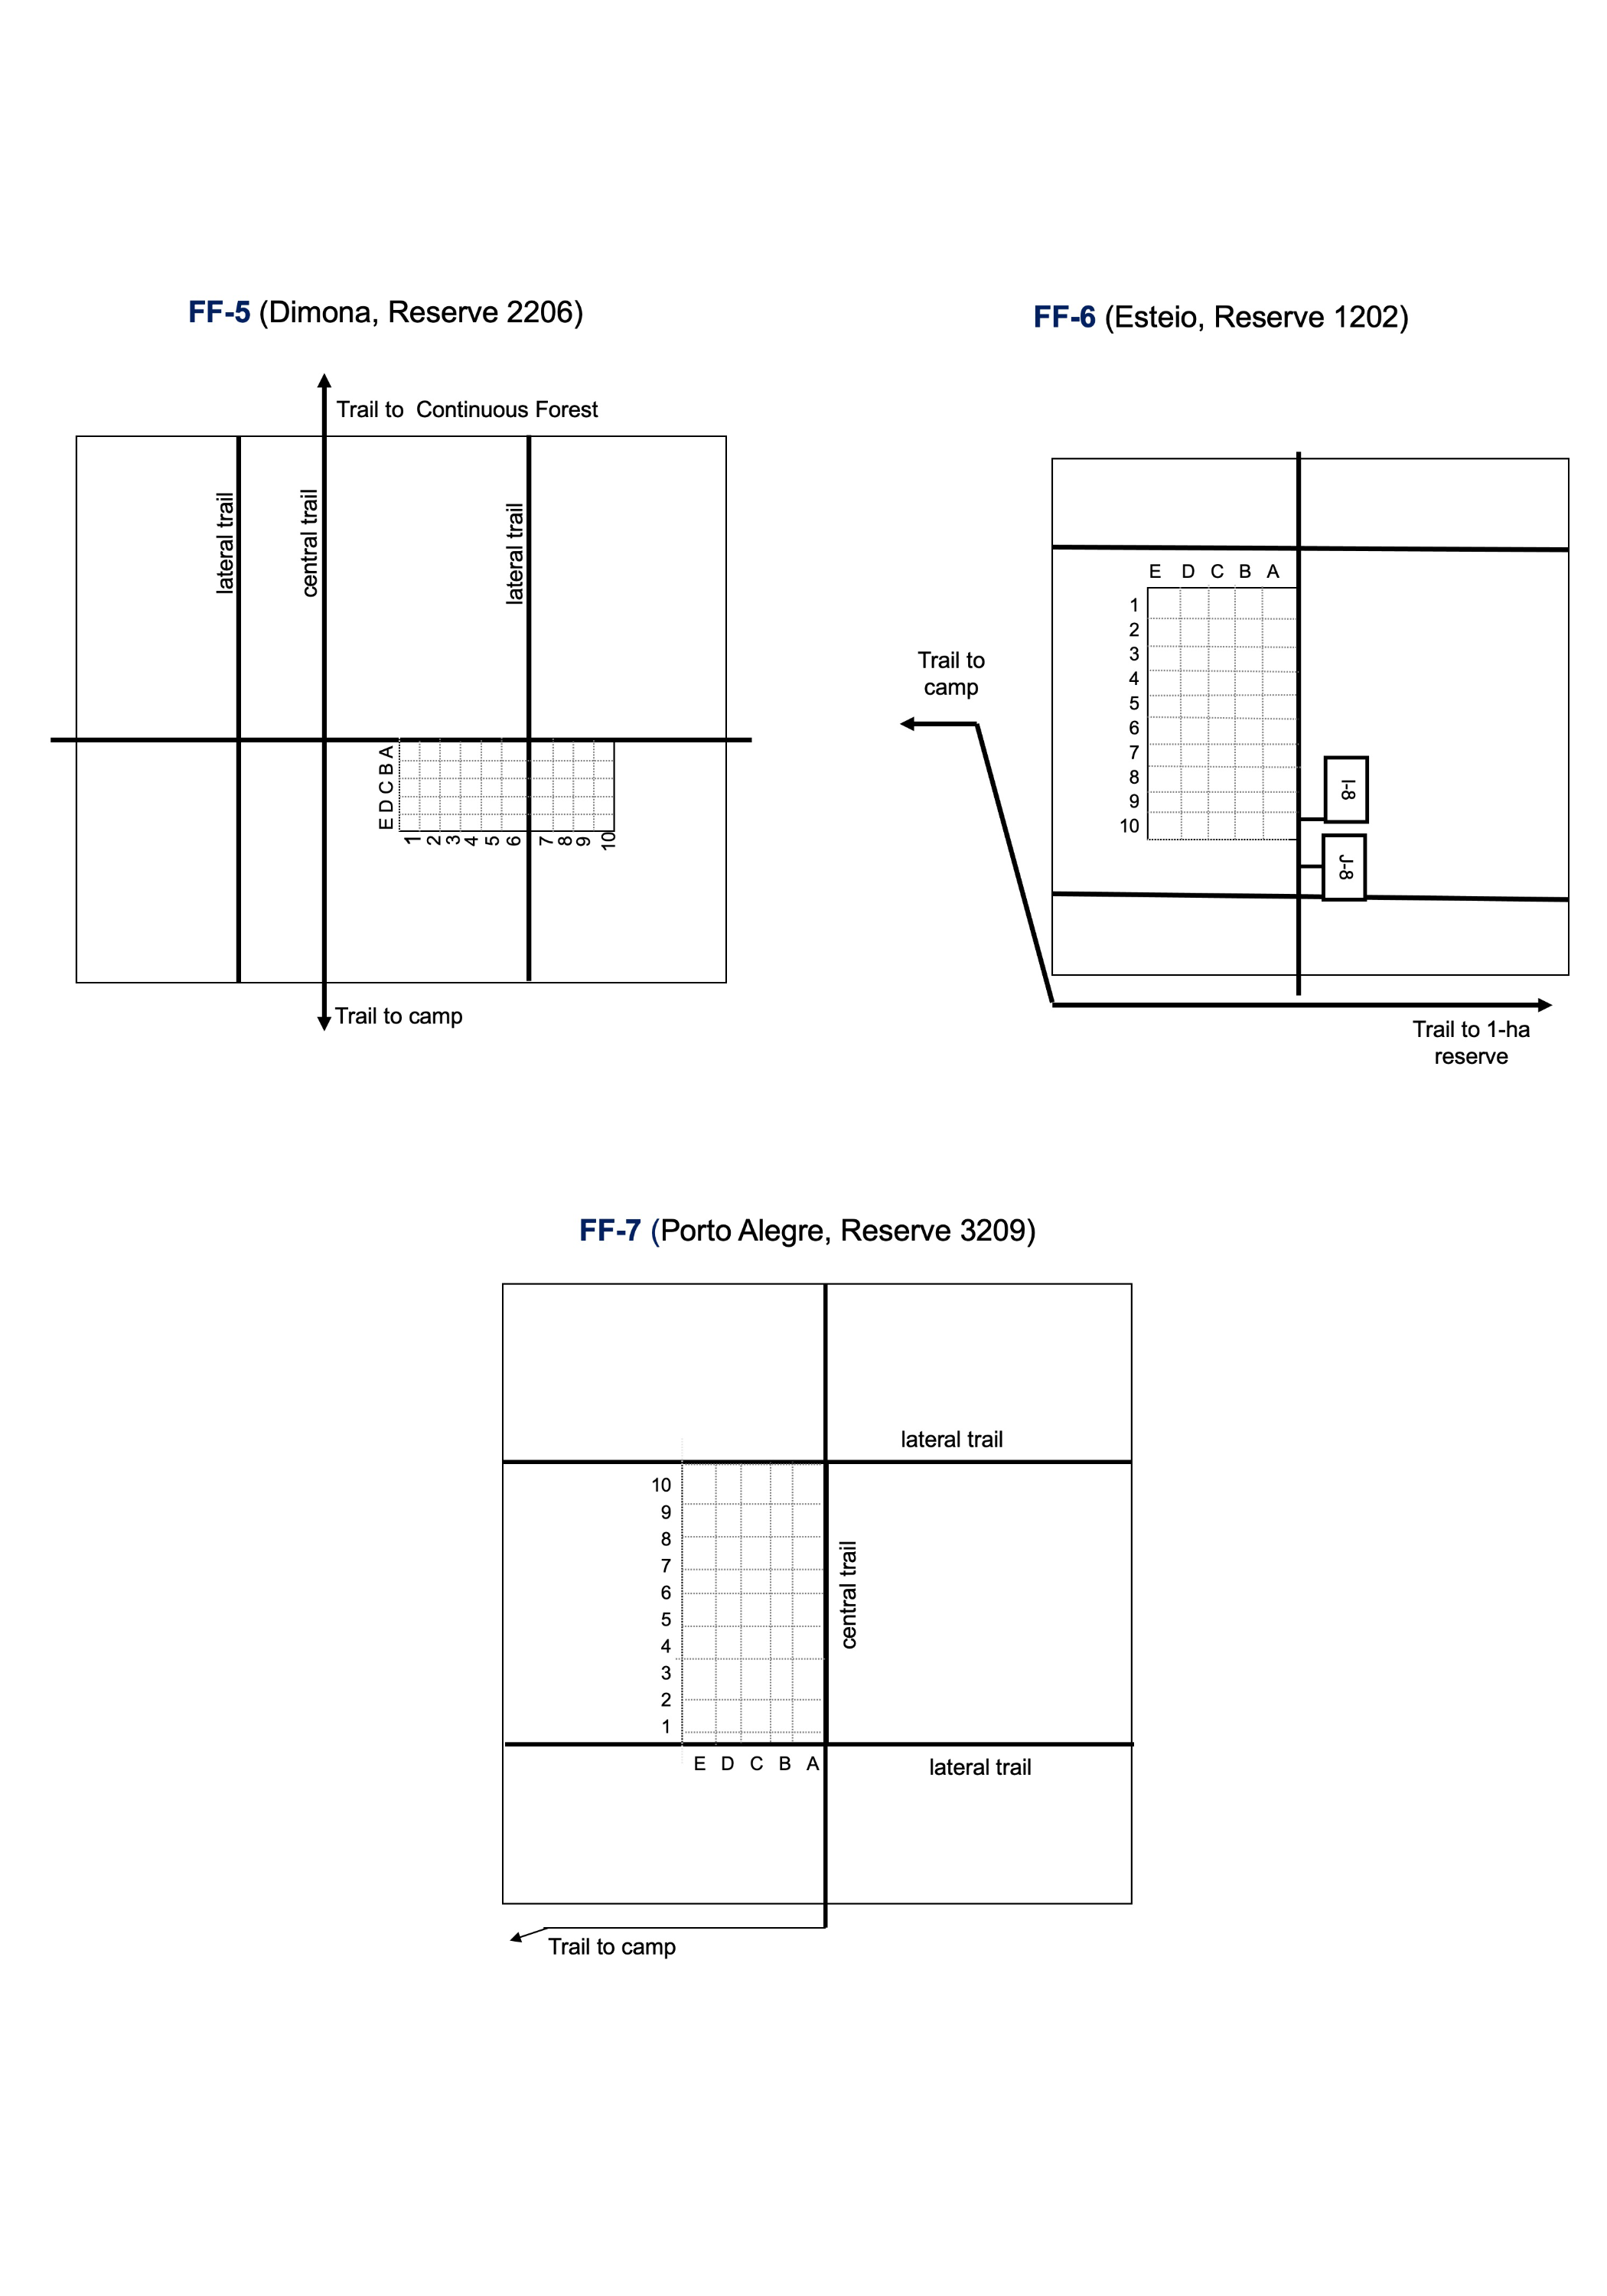 FF-5 (Dimona, Reserve 2206)
Trail to Continuous Forest
lateral trail
central trail
lateral trail
E D C B A
1 2 3 4 5 6 7 8 9 10
Trail to camp
FF-6 (Esteio, Reserve 1202)
E D C B A
1
2
3
4
5
6
7
8
9
10
Trail to
camp
I-8
J-8
Trail to 1-ha
reserve
FF-7 (Porto Alegre, Reserve 3209)
lateral trail
10
9
8
7
6
5
4
3
2
1
central trail
E D C B A
lateral trail
Trail to camp